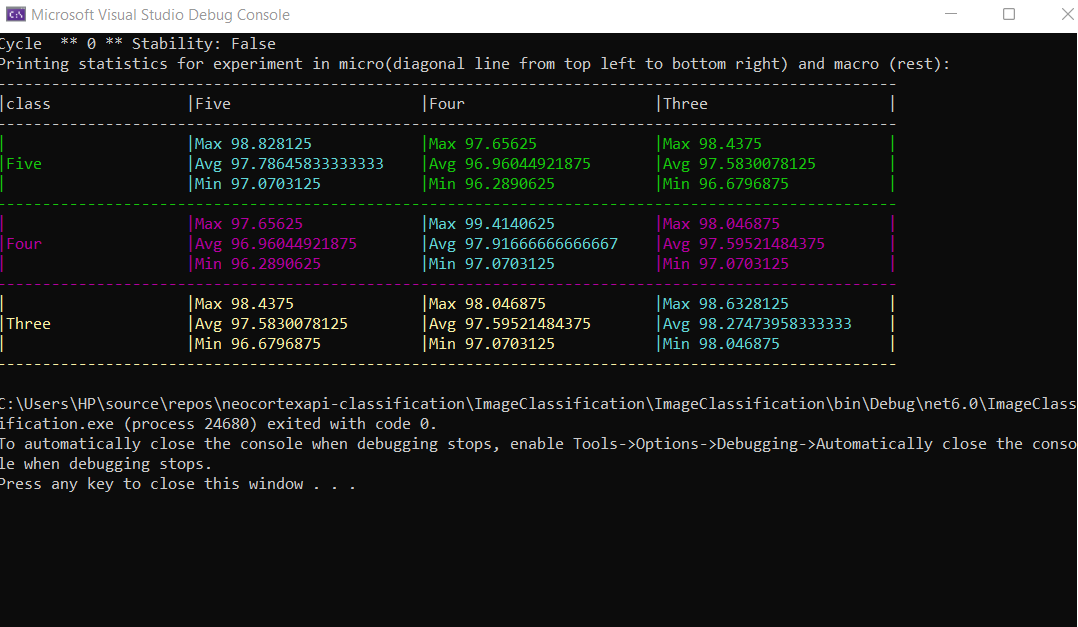 Microsoft Visual Studio Debug Console
Cycle  ** 0 ** Stability: False
Printing statistics for experiment in micro(diagonal line from top left to bottom right) and macro (rest):
|class |Five |Four |Three |
| |Max 98.828125 |Max 97.65625 |Max 98.4375 |
|Five |Avg 97.78645833333333 |Avg 96.96044921875 |Avg 97.5830078125 |
| |Min 97.0703125 |Min 96.2890625 |Min 96.6796875 |
| |Max 97.65625 |Max 99.4140625 |Max 98.046875 |
|Four |Avg 96.96044921875 |Avg 97.91666666666667 |Avg 97.59521484375 |
| |Min 96.2890625 |Min 97.0703125 |Min 97.0703125 |
| |Max 98.4375 |Max 98.046875 |Max 98.6328125 |
|Three |Avg 97.5830078125 |Avg 97.59521484375 |Avg 98.27473958333333 |
| |Min 96.6796875 |Min 97.0703125 |Min 98.046875 |
C:\Users\HP\source\repos\neocortexapi-classification\ImageClassification\ImageClassification\bin\Debug\net6.0\ImageClass
ification.exe (process 24680) exited with code 0.
To automatically close the console when debugging stops, enable Tools->Options->Debugging->Automatically close the conso
le when debugging stops.
Press any key to close this window . . .